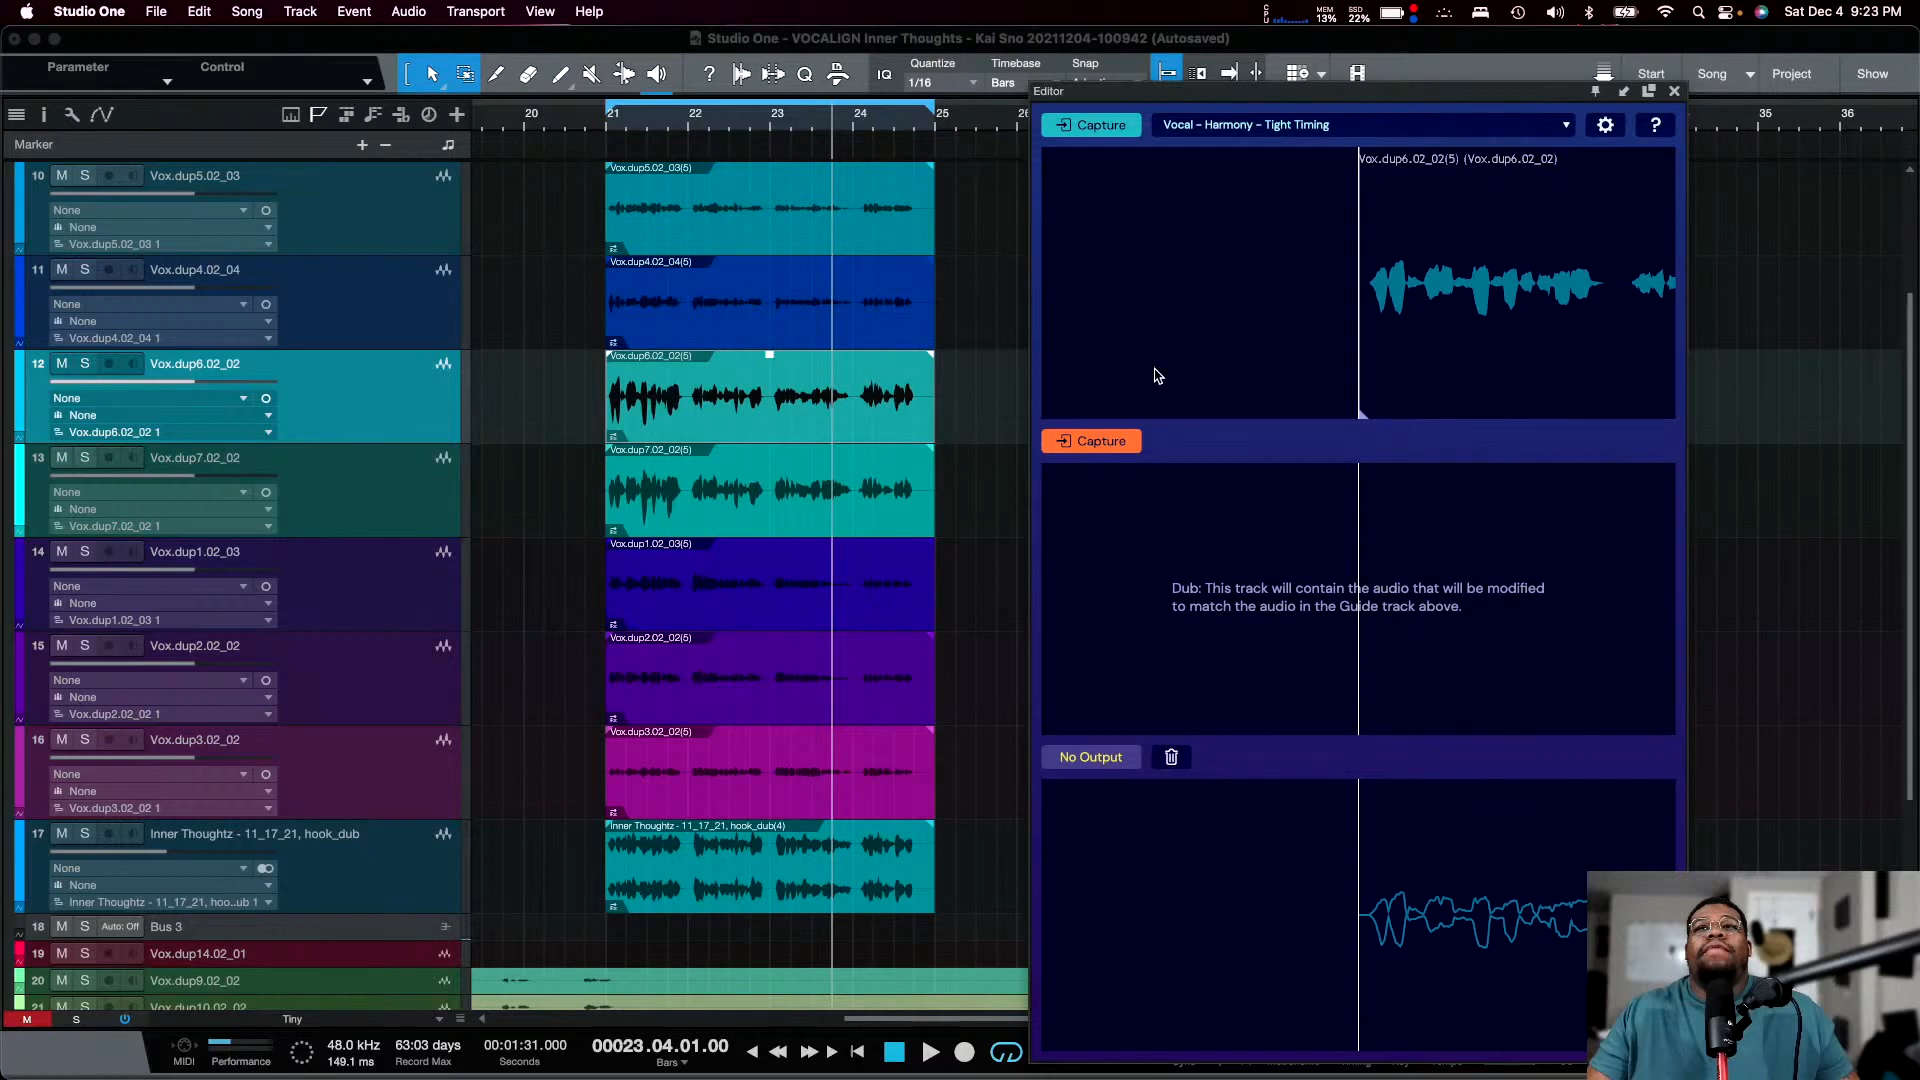 Studio One File Edit Song Track Event Audio Transport View Help
CPU MEM 13% SSD 22% Sat Dec 4 9:23 PM
Studio One - VOCALIGN Inner Thoughts - Kai Sno 20211204-100942 (Autosaved)
Parameter Control
? Q IQ
Quantize Timebase Snap
1/16 Bars
Start Song Project Show
Editor
20 21 22 23 24 25 35 36
Capture Vocal - Harmony - Tight Timing ?
Marker
Vox.dup6.02_02(5) (Vox.dup6.02_02)
10 M S Vox.dup5.02_03
None
None
Vox.dup5.02_03 1
Vox.dup5.02_03(5)
11 M S Vox.dup4.02_04
None
None
Vox.dup4.02_04 1
Vox.dup4.02_04(5)
12 M S Vox.dup6.02_02
None
None
Vox.dup6.02_02 1
Vox.dup6.02_02(5)
Capture
13 M S Vox.dup7.02_02
None
None
Vox.dup7.02_02 1
Vox.dup7.02_02(5)
14 M S Vox.dup1.02_03
None
None
Vox.dup1.02_03 1
Vox.dup1.02_03(5)
Dub: This track will contain the audio that will be modified
to match the audio in the Guide track above.
15 M S Vox.dup2.02_02
None
None
Vox.dup2.02_02 1
Vox.dup2.02_02(5)
16 M S Vox.dup3.02_02
None
None
Vox.dup3.02_02 1
Vox.dup3.02_02(5)
No Output
17 M S Inner Thoughtz - 11_17_21, hook_dub
None
None
Inner Thoughtz - 11_17_21, hoo..ub 1
Inner Thoughtz - 11_17_21, hook_dub(4)
18 M S Auto: Off Bus 3
19 M S Vox.dup14.02_01
20 M S Vox.dup9.02_02
21 Vox.dup10.02_02
M S Tiny
MIDI Performance
48.0 kHz
149.1 ms
63:03 days
Record Max
00:01:31.000
Seconds
00023.04.01.00
Bars